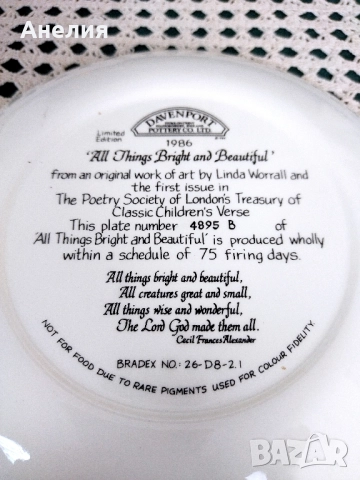 Анелия
DAVENPORT
POTTERY CO. LTD.
Limited
Edition
1986
'All Things Bright and Beautiful'
from an original work of art by Linda Worrall and
the first issue in
The Poetry Society of London's Treasury of
Classic Children's Verse
This plate number 4895 B of
'All Things Bright and Beautiful' is produced wholly
within a schedule of 75 firing days.
All things bright and beautiful,
All creatures great and small,
All things wise and wonderful,
The Lord God made them all.
Cecil Frances Alexander
NOT FOR FOOD DUE TO RARE PIGMENTS USED FOR COLOUR FIDELITY.
BRADEX NO.: 26-D8-2.1
BAZAR